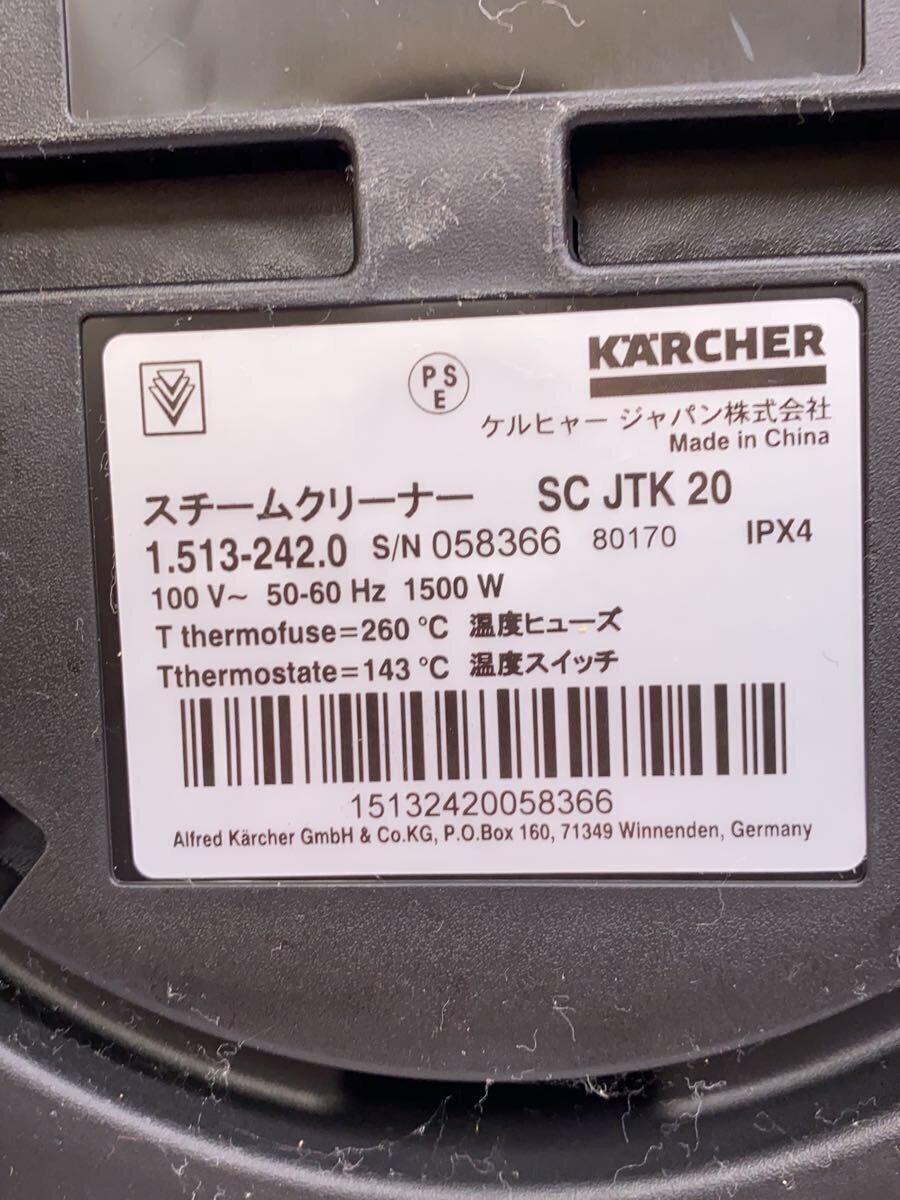 KÄRCHER
PS
E
ケルヒャー ジャパン株式会社
Made in China
スチームクリーナー SC JTK 20
1.513-242.0 S/N 058366 80170 IPX4
100 V~ 50-60 Hz 1500 W
T thermofuse=260 °C 温度ヒューズ
Tthermostate=143 °C 温度スイッチ
15132420058366
Alfred Kärcher GmbH & Co.KG, P.O.Box 160, 71349 Winnenden, Germany